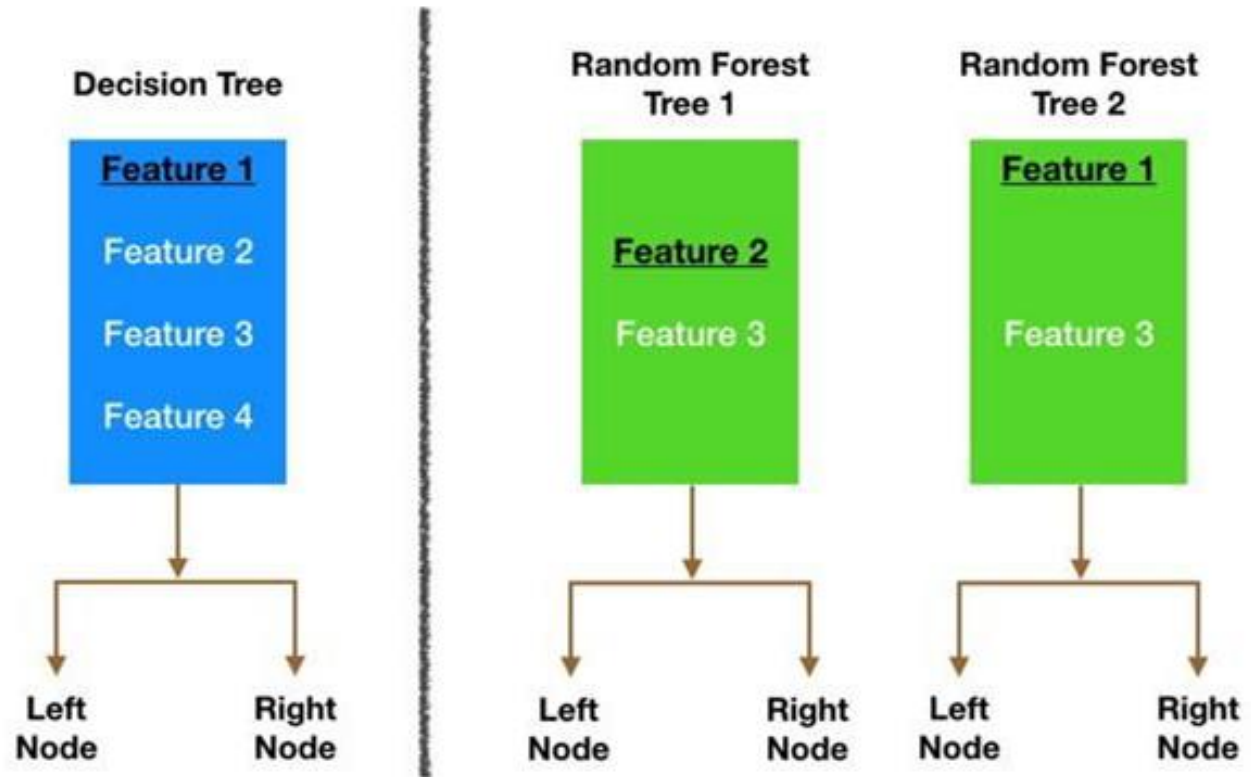 Decision Tree
Feature 1
Feature 2
Feature 3
Feature 4
Left
Node
Right
Node
Random Forest
Tree 1
Feature 2
Feature 3
Left
Node
Right
Node
Random Forest
Tree 2
Feature 1
Feature 3
Left
Node
Right
Node